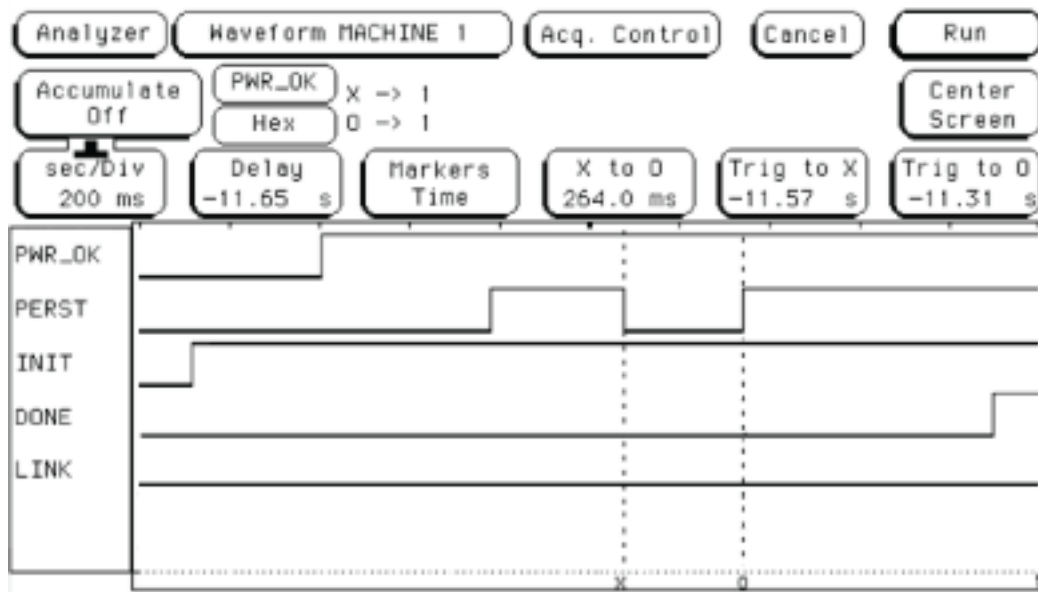 Analyzer Waveform MACHINE 1 Acq. Control Cancel Run
Accumulate Off
PWR_OK X -> 1
Hex O -> 1
Center Screen
sec/Div 200 ms
Delay -11.65 s
Markers Time
X to O 264.0 ms
Trig to X -11.57 s
Trig to O -11.31 s
PWR_OK
PERST
INIT
DONE
LINK
X O